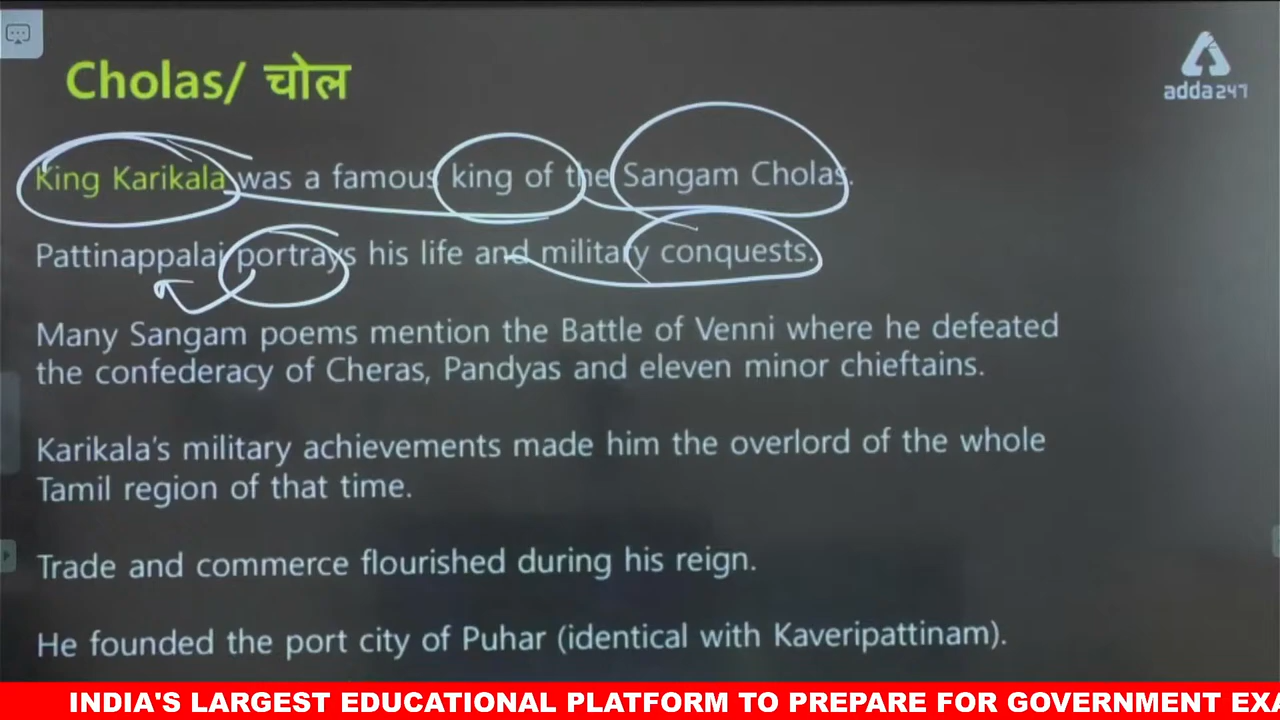 Cholas/ चोल
adda247
King Karikala was a famous king of the Sangam Cholas.
Pattinappalai portrays his life and military conquests.
Many Sangam poems mention the Battle of Venni where he defeated
the confederacy of Cheras, Pandyas and eleven minor chieftains.
Karikala's military achievements made him the overlord of the whole
Tamil region of that time.
Trade and commerce flourished during his reign.
He founded the port city of Puhar (identical with Kaveripattinam).
INDIA'S LARGEST EDUCATIONAL PLATFORM TO PREPARE FOR GOVERNMENT EXA